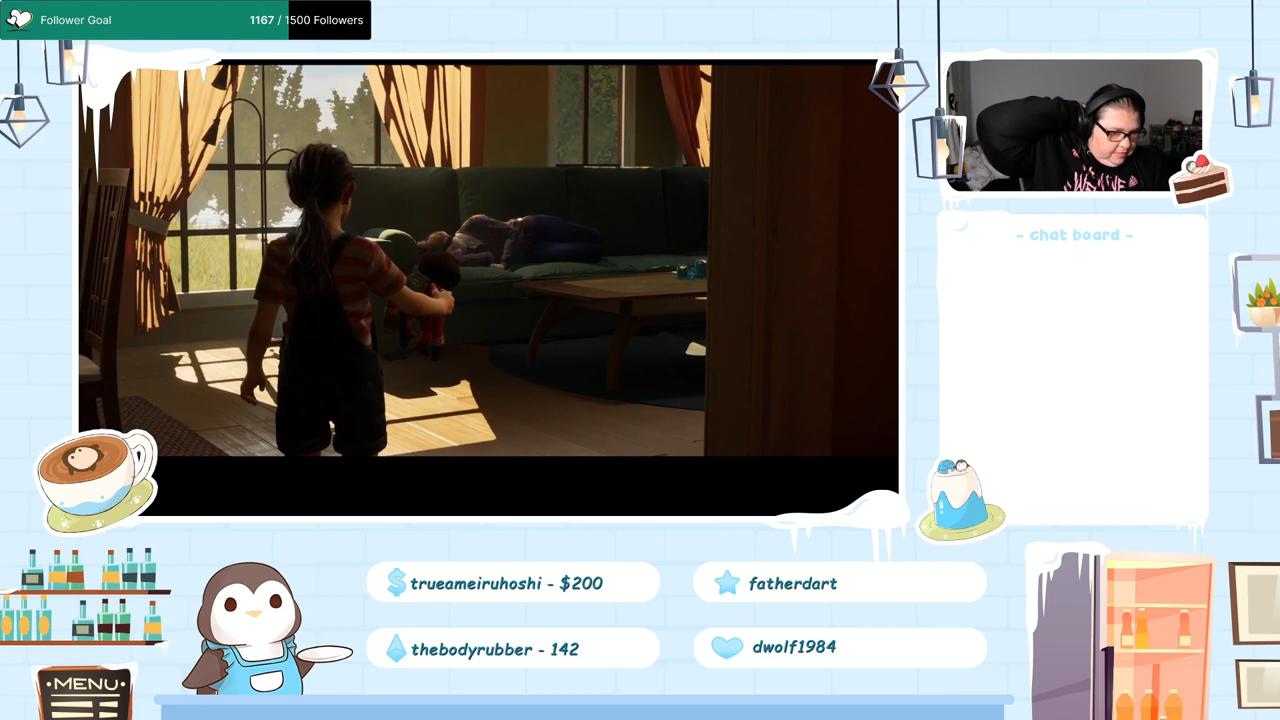 Follower Goal 1167 / 1500 Followers
- chat board -
trueameiruhoshi - $200
fatherdart
thebodyrubber - 142
dwolf1984
•MENU•